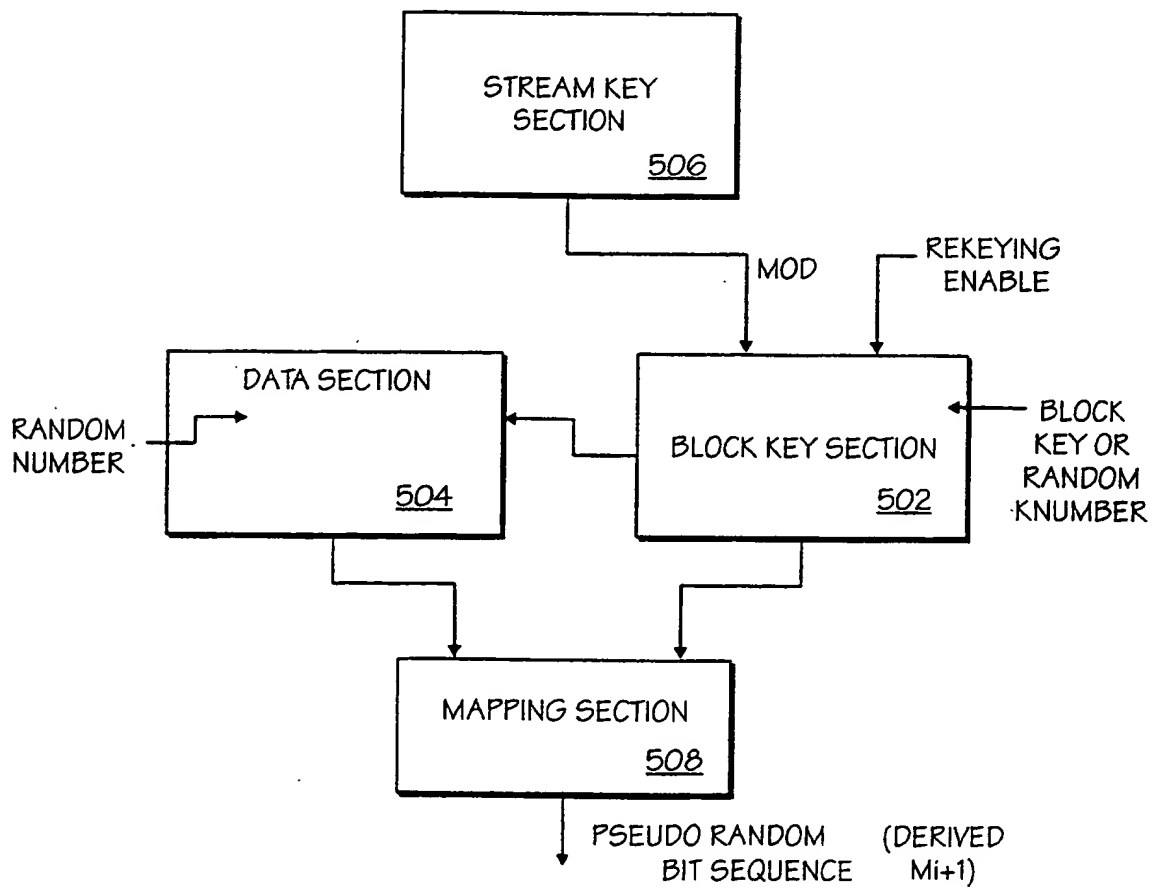 STREAM KEY
SECTION
506
MOD
REKEYING
ENABLE
DATA SECTION
RANDOM
NUMBER
504
BLOCK KEY SECTION
502
BLOCK
KEY OR
RANDOM
KNUMBER
MAPPING SECTION
508
PSEUDO RANDOM (DERIVED
BIT SEQUENCE Mi+1)